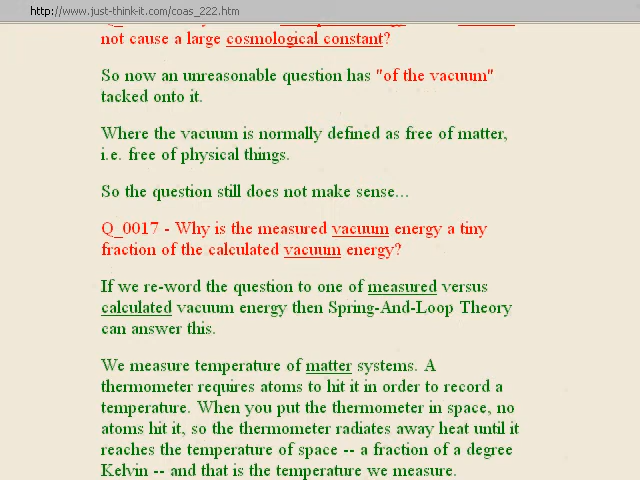 http://www.just-think-it.com/coas_222.htm
not cause a large cosmological constant?
So now an unreasonable question has "of the vacuum"
tacked onto it.
Where the vacuum is normally defined as free of matter,
i.e. free of physical things.
So the question still does not make sense...
Q_0017 - Why is the measured vacuum energy a tiny
fraction of the calculated vacuum energy?
If we re-word the question to one of measured versus
calculated vacuum energy then Spring-And-Loop Theory
can answer this.
We measure temperature of matter systems. A
thermometer requires atoms to hit it in order to record a
temperature. When you put the thermometer in space, no
atoms hit it, so the thermometer radiates away heat until it
reaches the temperature of space -- a fraction of a degree
Kelvin -- and that is the temperature we measure.